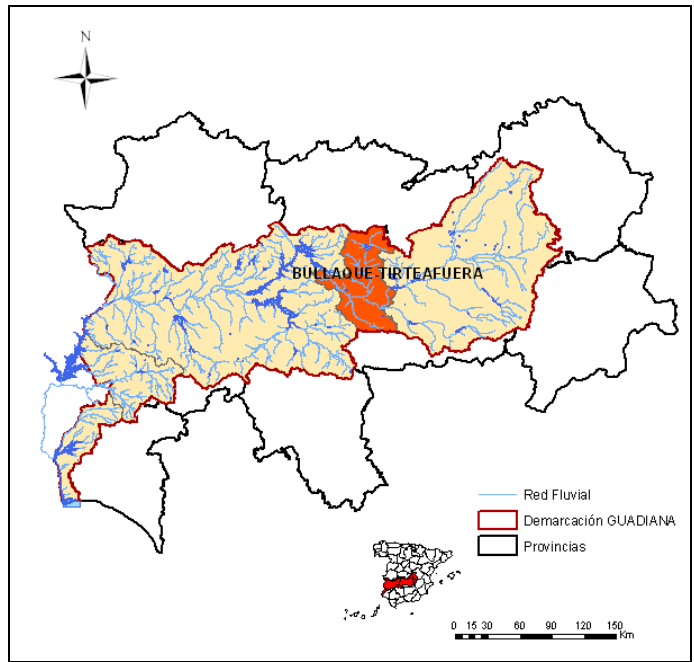 N
BULLAQUE-TIRTEAFUERA
Red Fluvial
Demarcación GUADIANA
Provincias
0 15 30 60 90 120 150
Km